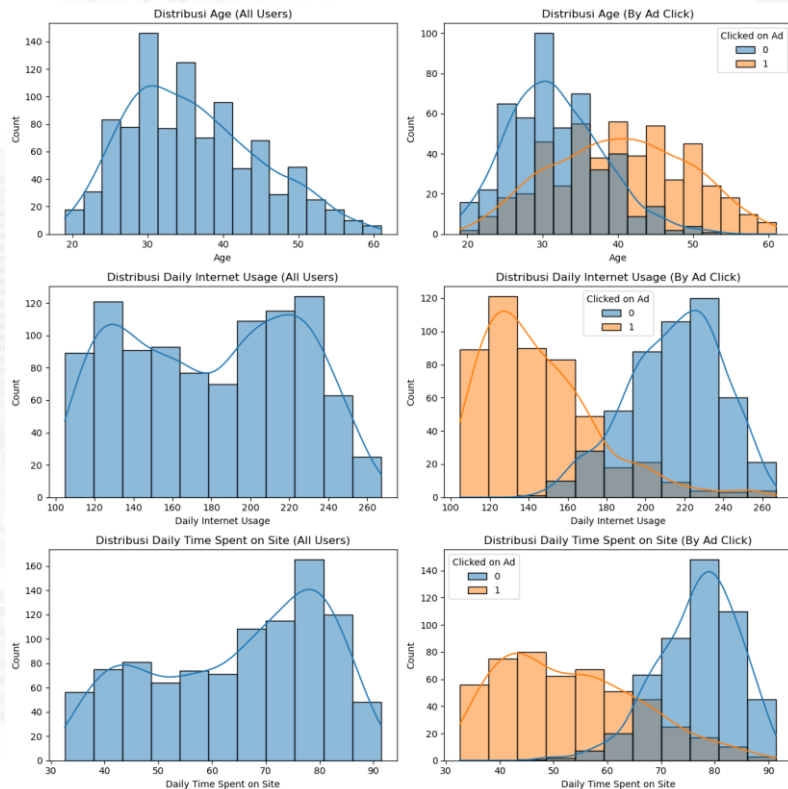 Distribusi Age (All Users)
140
120
100
80
60
40
20
0
Count
20 30 40 50 60
Age
Distribusi Age (By Ad Click)
Clicked on Ad
0
1
100
80
60
40
20
0
Count
20 30 40 50 60
Age
Distribusi Daily Internet Usage (All Users)
120
100
80
60
40
20
0
Count
100 120 140 160 180 200 220 240 260
Daily Internet Usage
Distribusi Daily Internet Usage (By Ad Click)
Clicked on Ad
0
1
120
100
80
60
40
20
0
Count
100 120 140 160 180 200 220 240 260
Daily Internet Usage
Distribusi Daily Time Spent on Site (All Users)
160
140
120
100
80
60
40
20
0
Count
30 40 50 60 70 80 90
Daily Time Spent on Site
Distribusi Daily Time Spent on Site (By Ad Click)
Clicked on Ad
0
1
140
120
100
80
60
40
20
0
Count
30 40 50 60 70 80 90
Daily Time Spent on Site